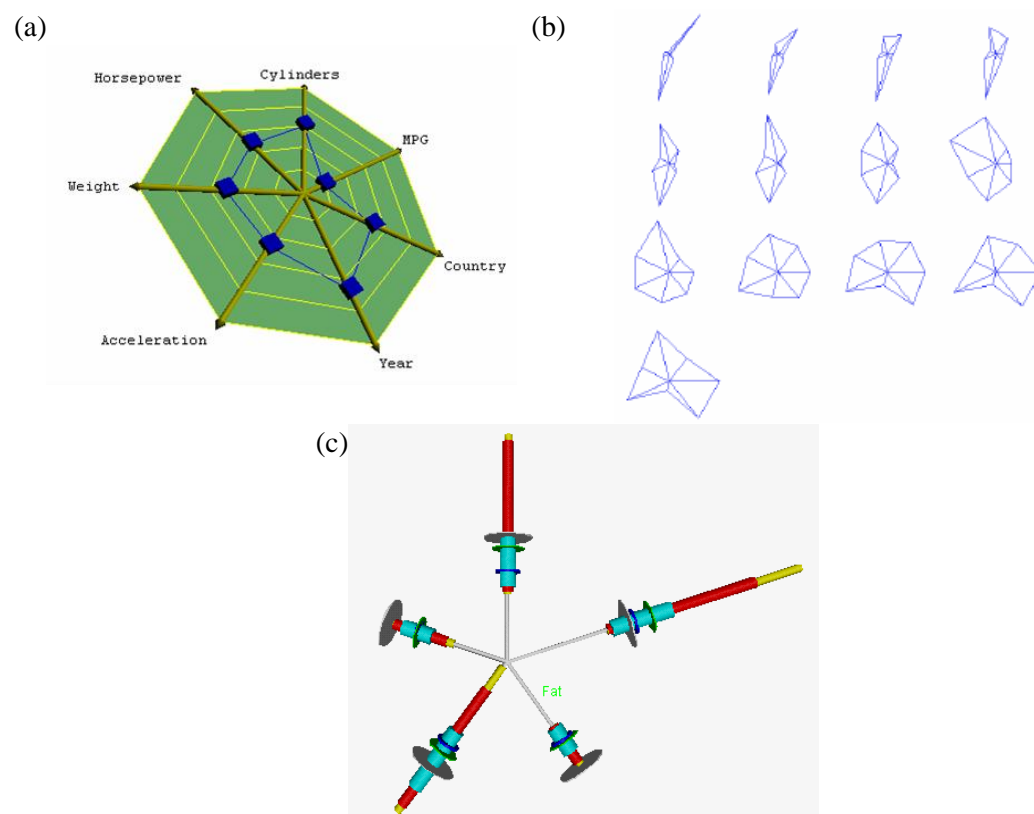 (a)
(b)
Horsepower
Cylinders
MPG
Weight
Country
Acceleration
Year
(c)
Fat